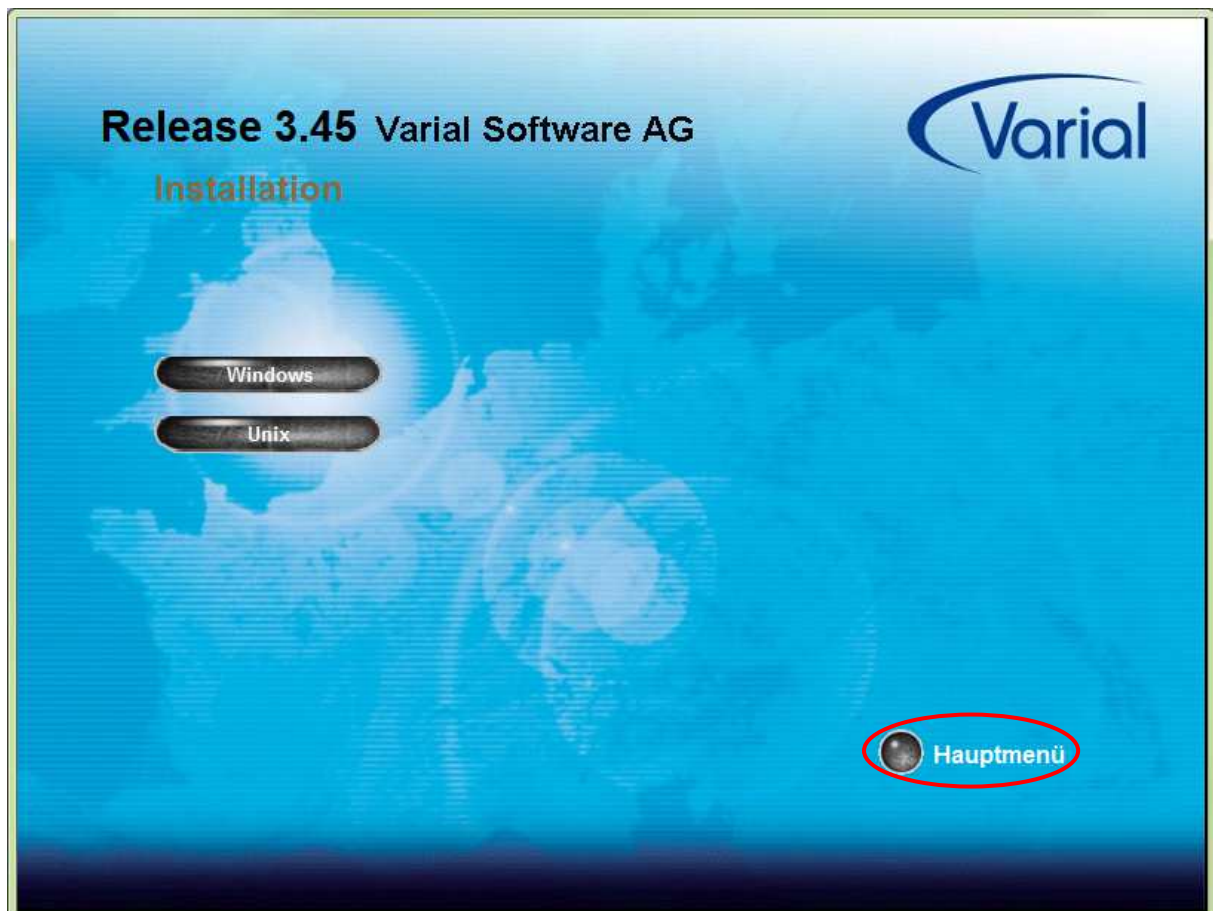 Release 3.45 Varial Software AG
Varial
Installation
Windows
Unix
Hauptmenü